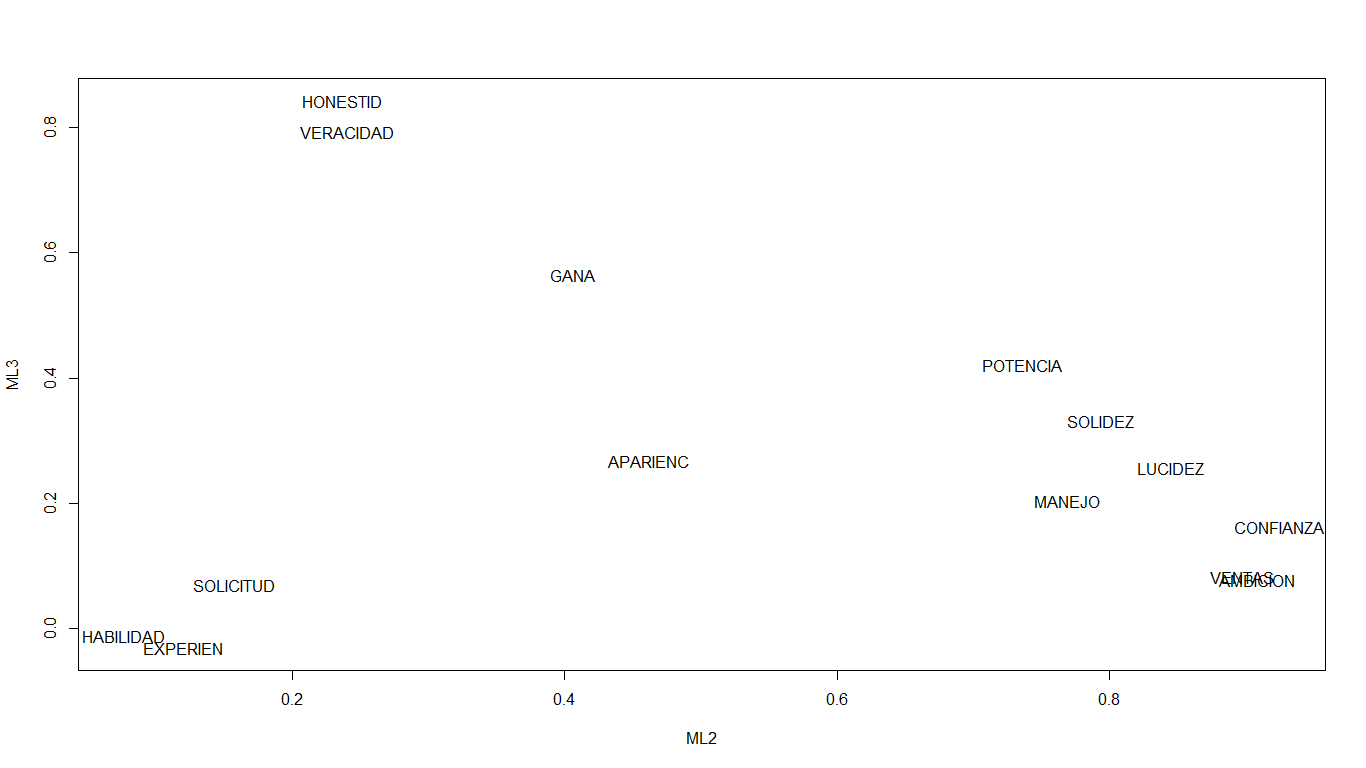 HONESTID
0.8
VERACIDAD
0.6
GANA
ML3
0.4
POTENCIA
SOLIDEZ
APARIENC
LUCIDEZ
0.2
MANEJO
CONFIANZA
VENTAS
AMBICION
SOLICITUD
0.0
HABILIDAD
EXPERIEN
0.2 0.4 0.6 0.8
ML2